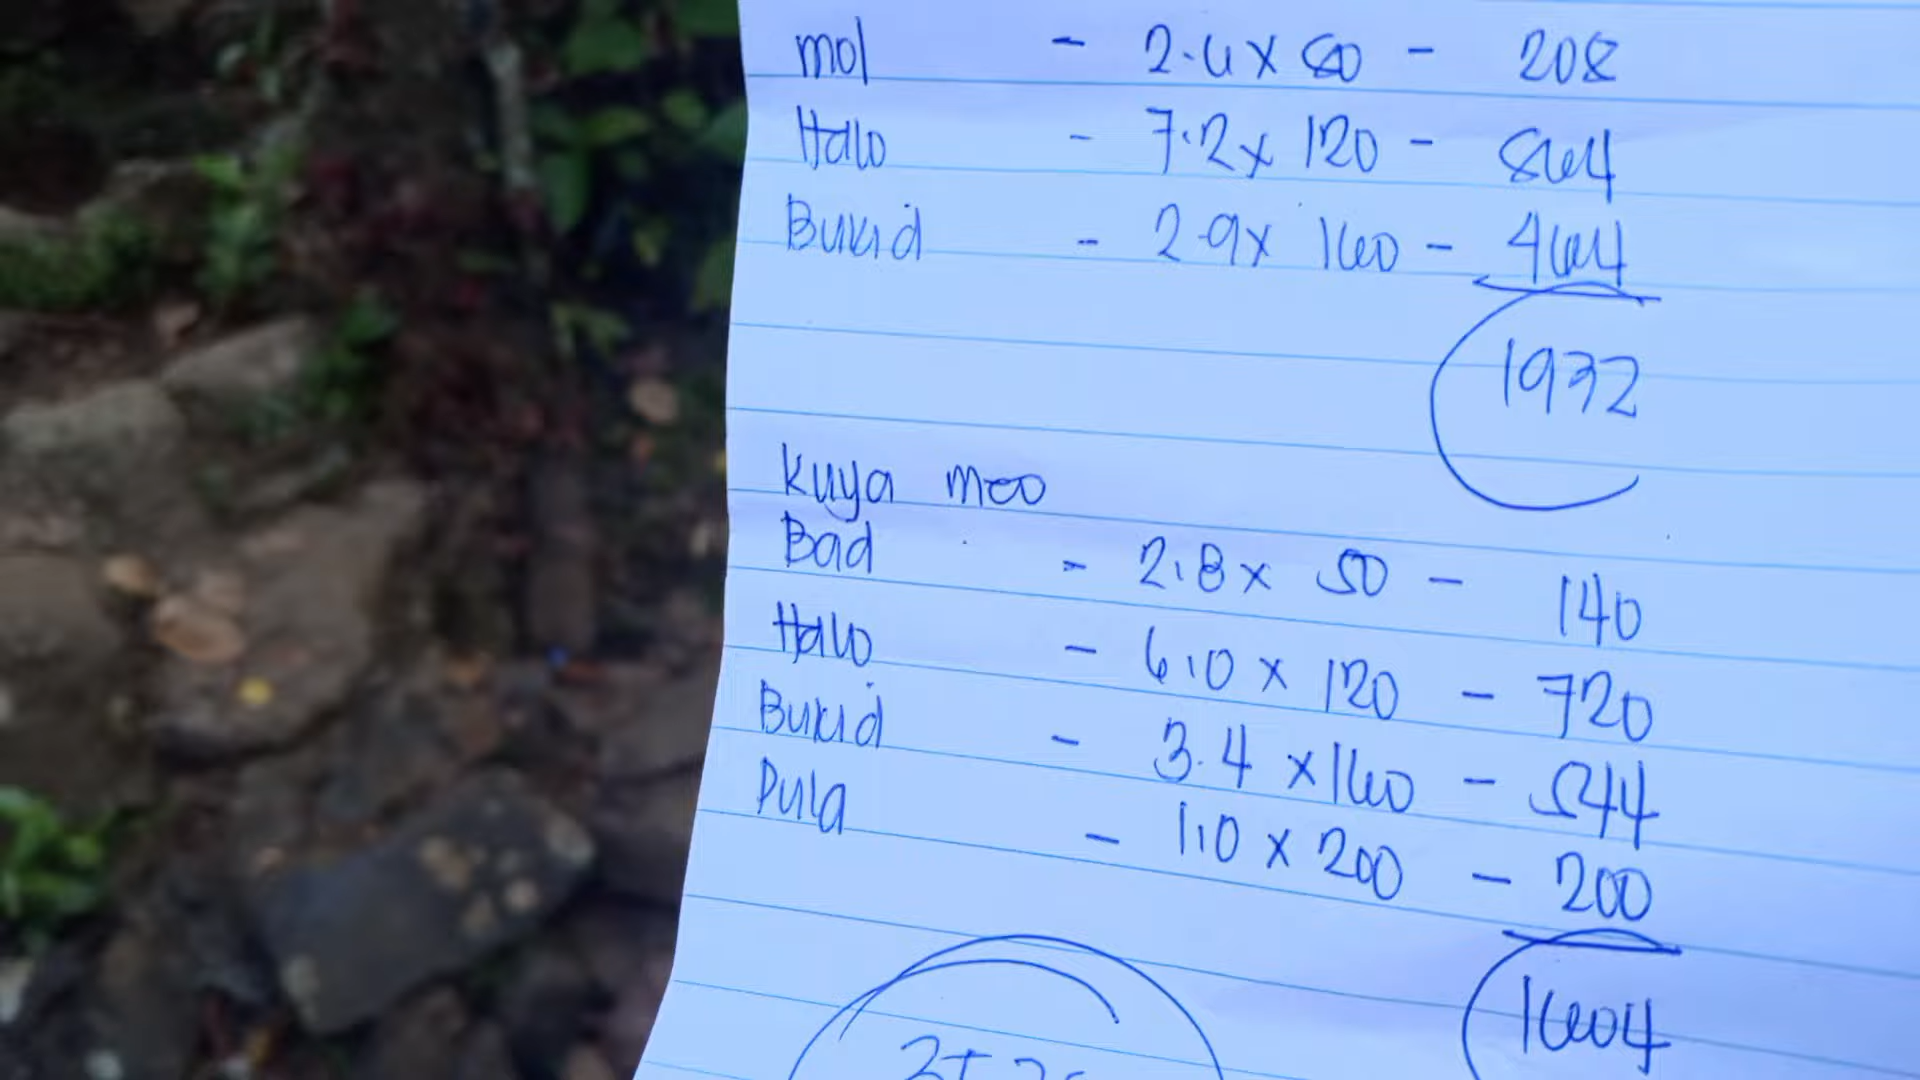 mol - 2.6 x 80 - 208
Halo - 7.2 x 120 - 864
Bukid - 2.9 x 160 - 464
1932
Kuya meo
Bad - 2.8 x 50 - 140
Halo - 6.0 x 120 - 720
Bukid - 3.4 x 160 - 544
Pula - 1.0 x 200 - 200
1604